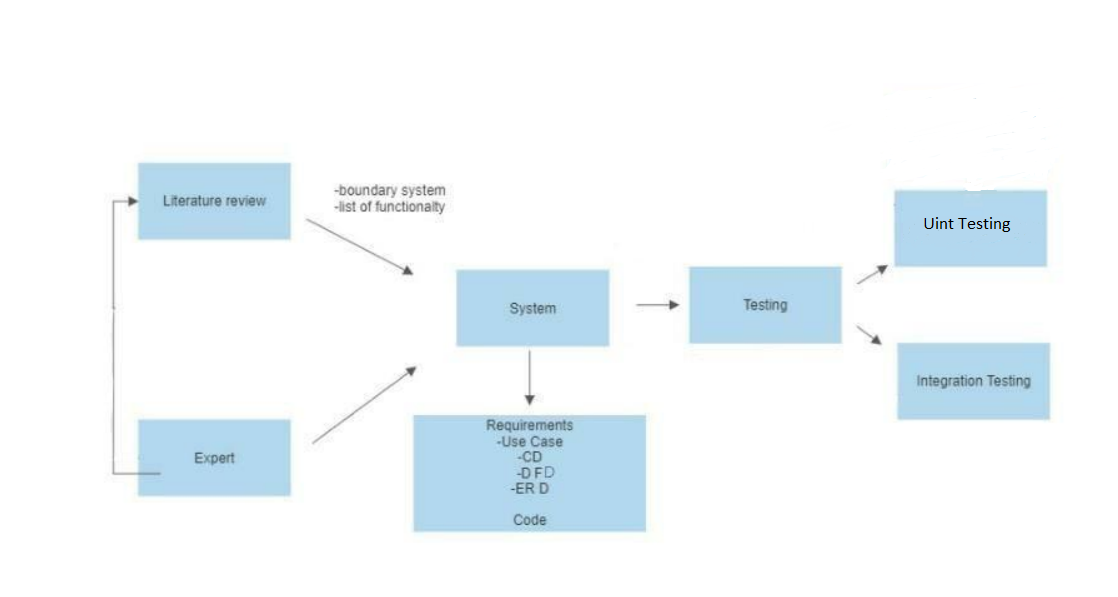 Literature review
-boundary system
-list of functionalty
Uint Testing
System
Testing
Integration Testing
Expert
Requirements
-Use Case
-CD
-D F D
-ER D
Code